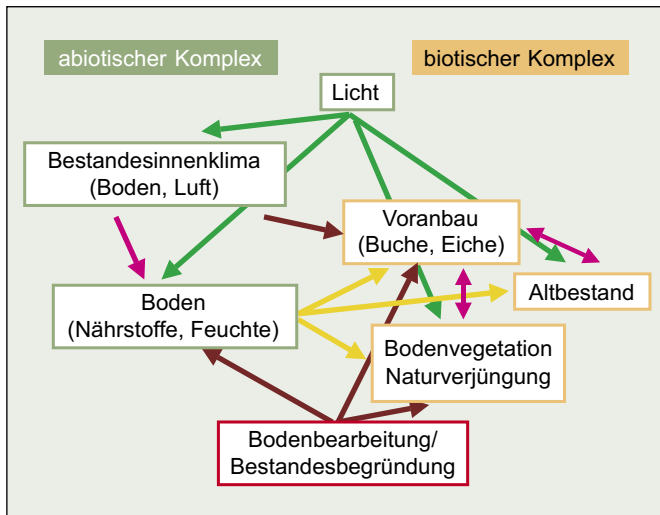 abiotischer Komplex
biotischer Komplex
Licht
Bestandesinnenklima
(Boden, Luft)
Voranbau
(Buche, Eiche)
Altbestand
Boden
(Nährstoffe, Feuchte)
Bodenvegetation
Naturverjüngung
Bodenbearbeitung/
Bestandesbegründung